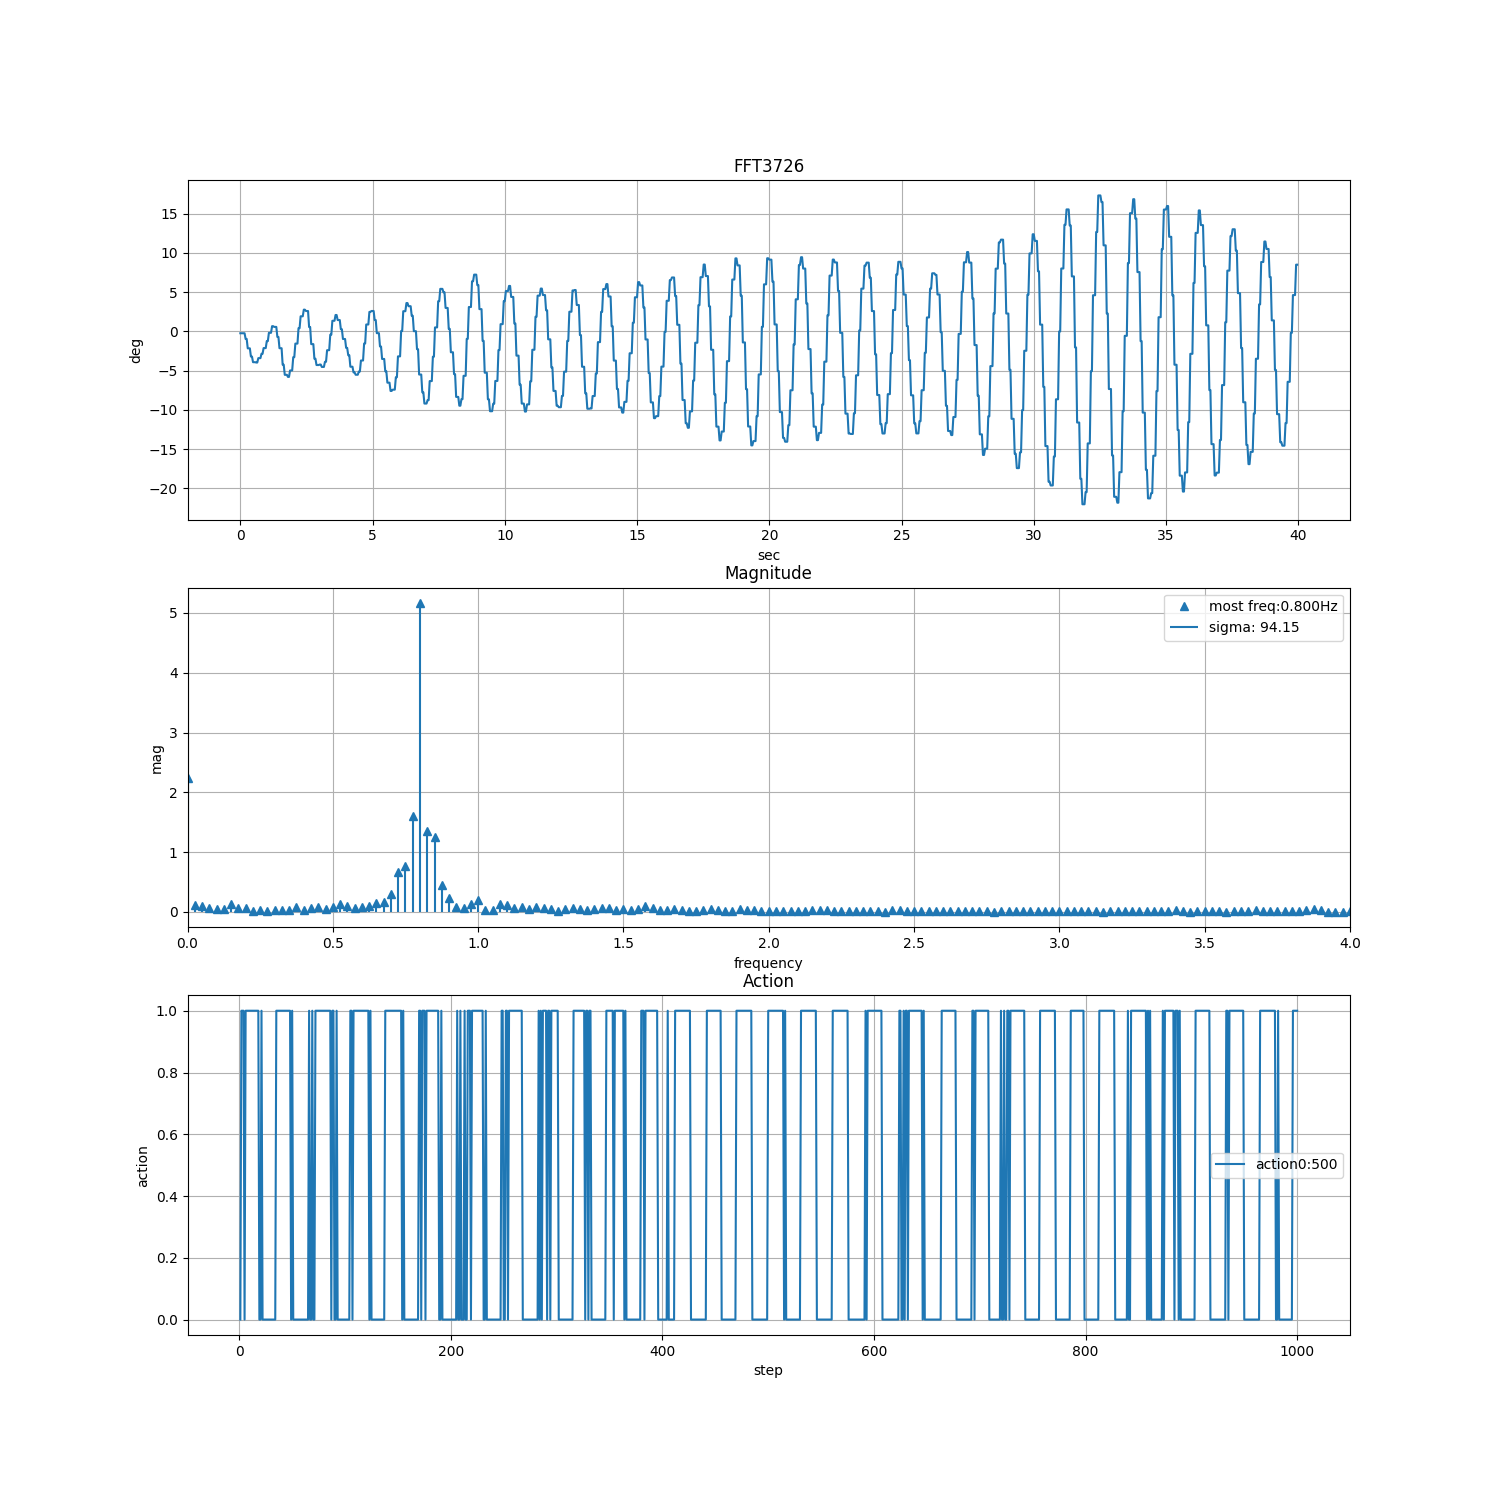 FFT3726
deg
15
10
5
0
−5
−10
−15
−20
0 5 10 15 20 25 30 35 40
sec
Magnitude
mag
5
4
3
2
1
0
most freq:0.800Hz
sigma: 94.15
0.0 0.5 1.0 1.5 2.0 2.5 3.0 3.5 4.0
frequency
Action
action
1.0
0.8
0.6
0.4
0.2
0.0
action0:500
0 200 400 600 800 1000
step